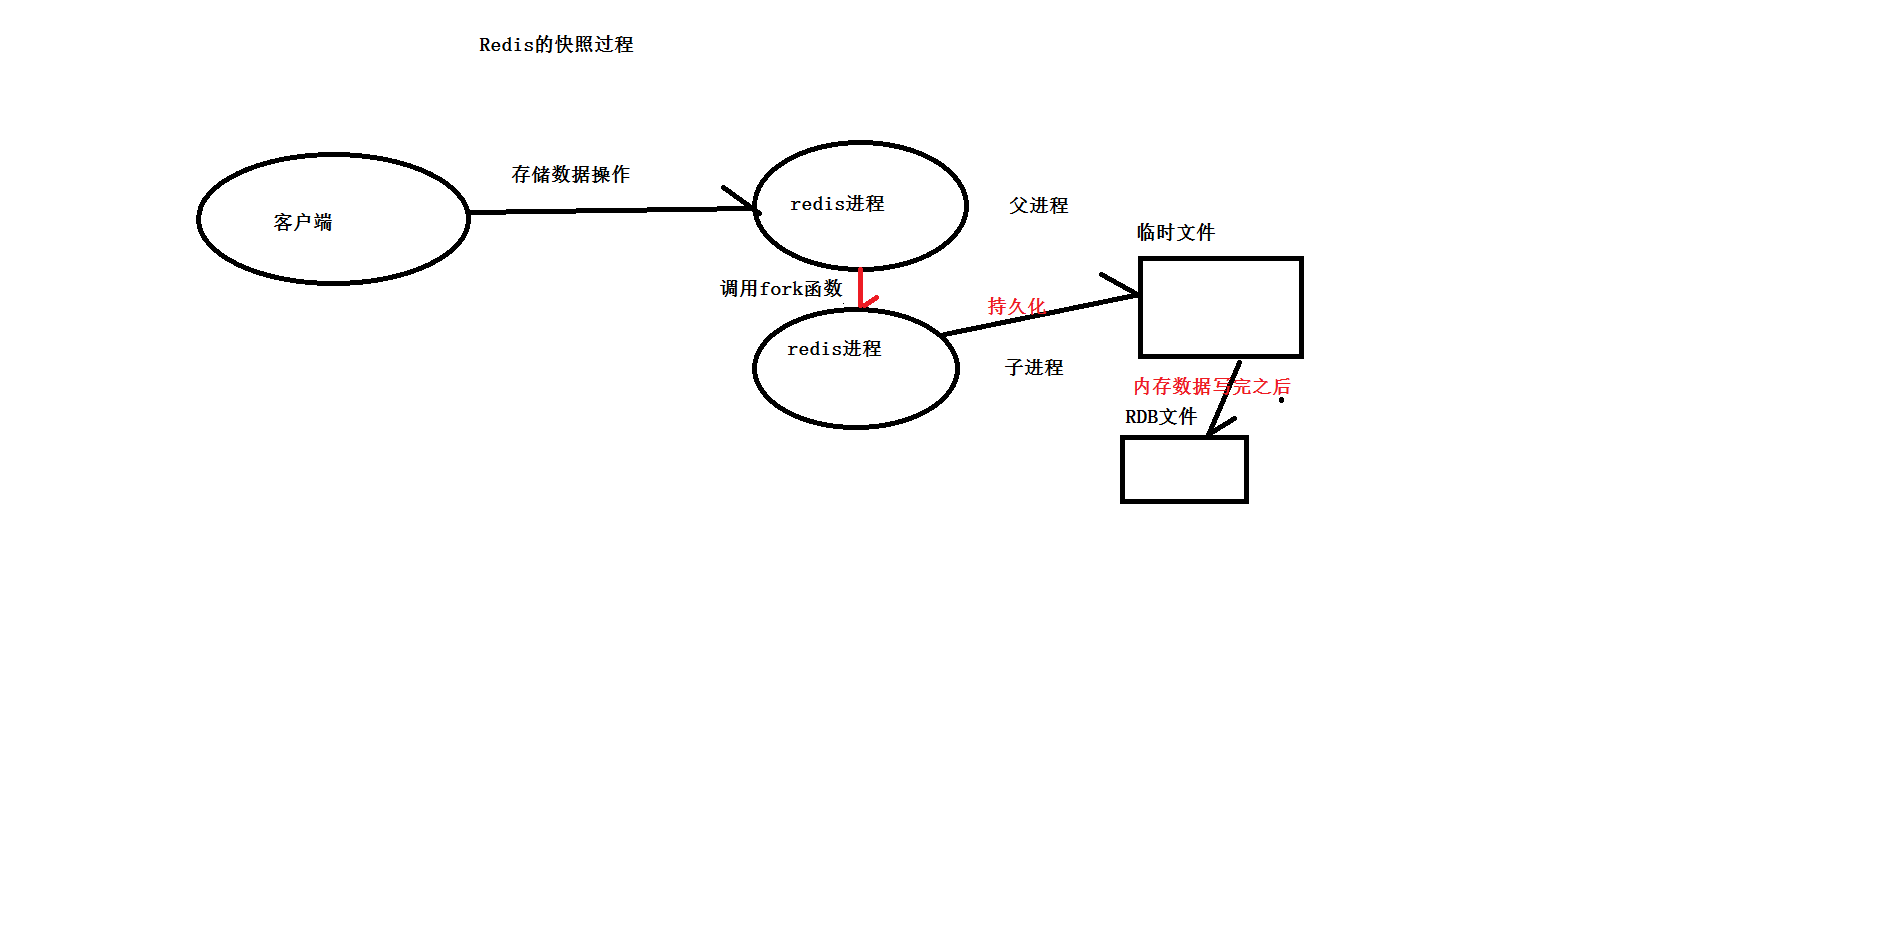 Redis的快照过程
存储数据操作
客户端
redis进程
父进程
临时文件
调用fork函数
持久化
redis进程
子进程
内存数据写完之后
RDB文件